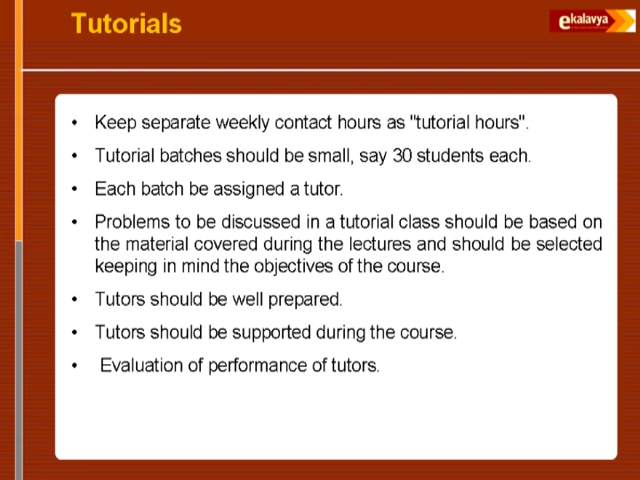 Tutorials
ekalavya
• Keep separate weekly contact hours as "tutorial hours".
• Tutorial batches should be small, say 30 students each.
• Each batch be assigned a tutor.
• Problems to be discussed in a tutorial class should be based on
the material covered during the lectures and should be selected
keeping in mind the objectives of the course.
• Tutors should be well prepared.
• Tutors should be supported during the course.
• Evaluation of performance of tutors.